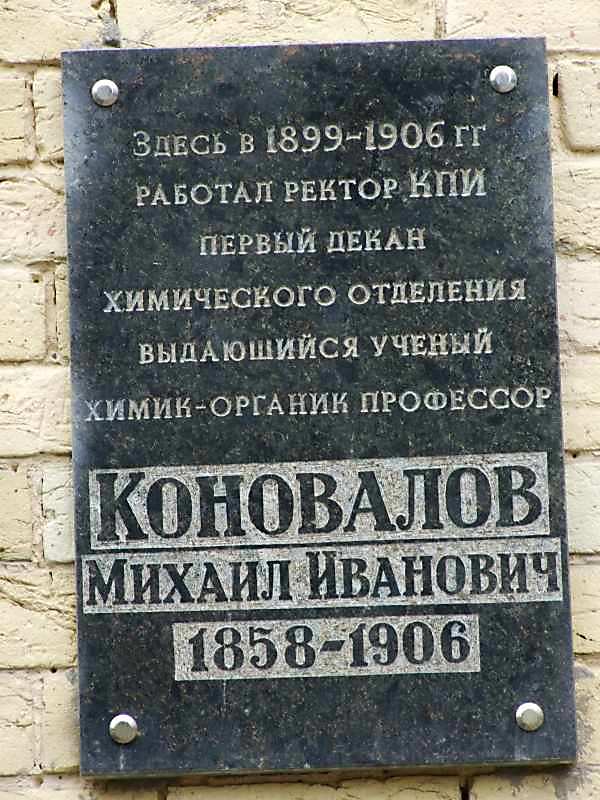 Здесь в 1899-1906 гг
работал ректор КПИ
первый декан
химического отделения
выдающийся ученый
химик-органик профессор
Коновалов
Михаил Иванович
1858-1906